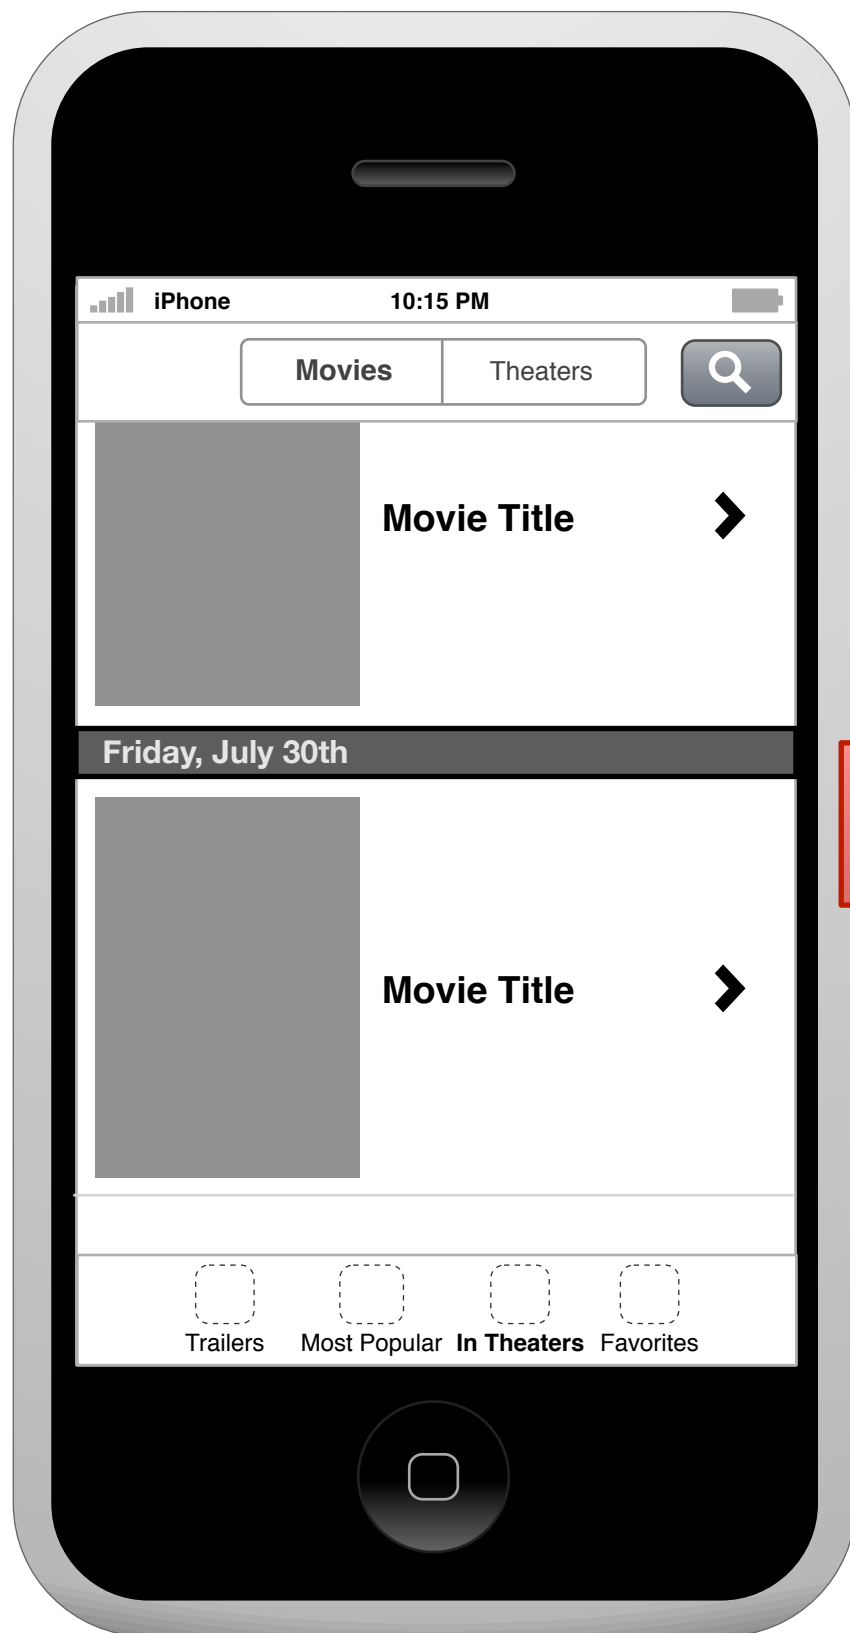 iPhone 10:15 PM
Movies Theaters
Movie Title
Friday, July 30th
Movie Title
Trailers Most Popular In Theaters Favorites